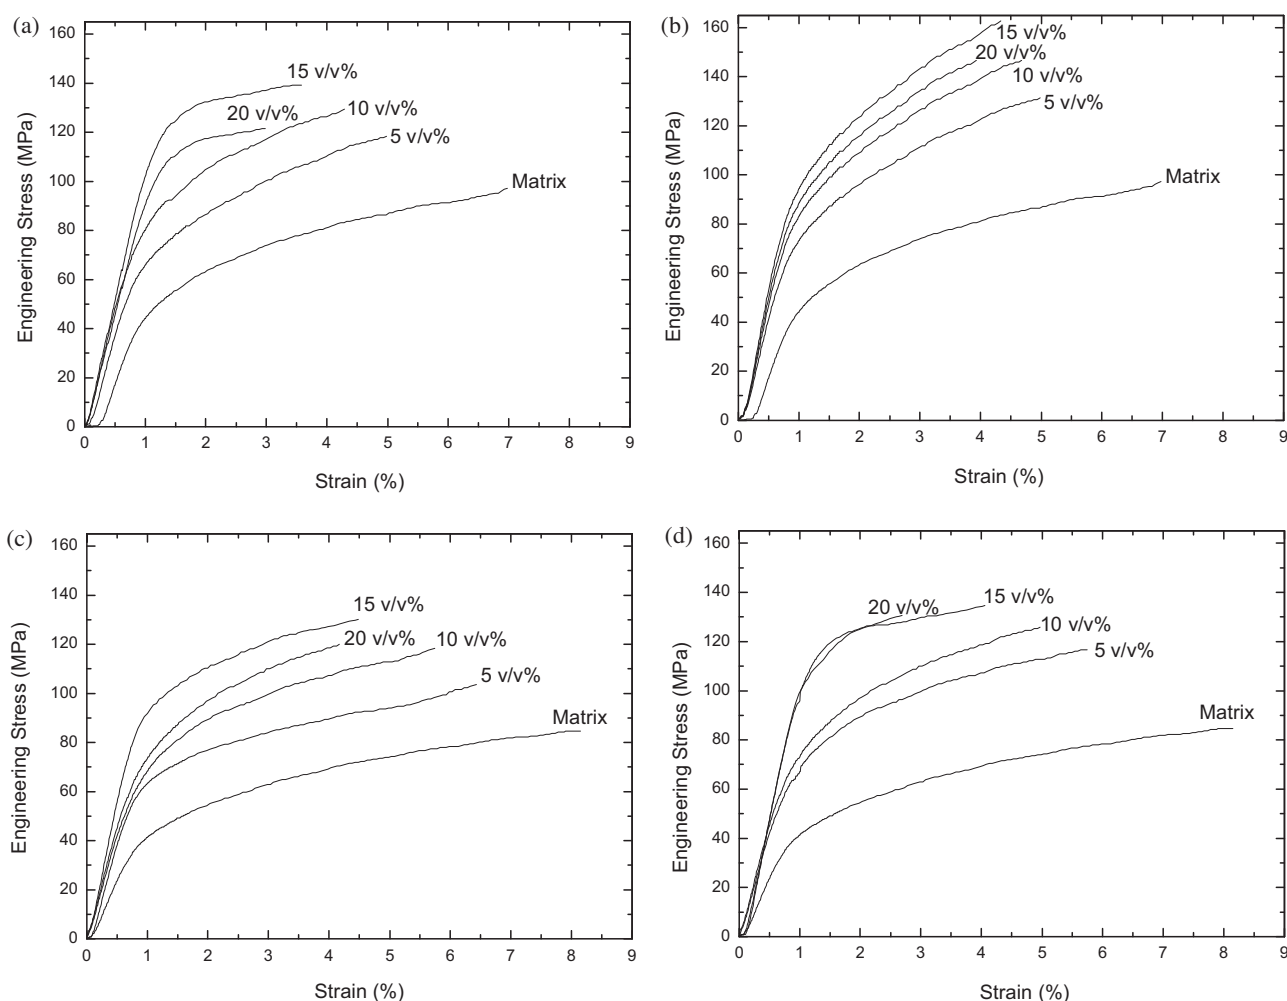 (a)
160
140
120
100
80
60
40
20
0
Engineering Stress (MPa)
15 v/v%
20 v/v%
10 v/v%
5 v/v%
Matrix
0 1 2 3 4 5 6 7 8 9
Strain (%)
(b)
160
140
120
100
80
60
40
20
0
Engineering Stress (MPa)
15 v/v%
20 v/v%
10 v/v%
5 v/v%
Matrix
0 1 2 3 4 5 6 7 8 9
Strain (%)
(c)
160
140
120
100
80
60
40
20
0
Engineering Stress (MPa)
15 v/v%
20 v/v%
10 v/v%
5 v/v%
Matrix
0 1 2 3 4 5 6 7 8 9
Strain (%)
(d)
160
140
120
100
80
60
40
20
0
Engineering Stress (MPa)
20 v/v%
15 v/v%
10 v/v%
5 v/v%
Matrix
0 1 2 3 4 5 6 7 8 9
Strain (%)